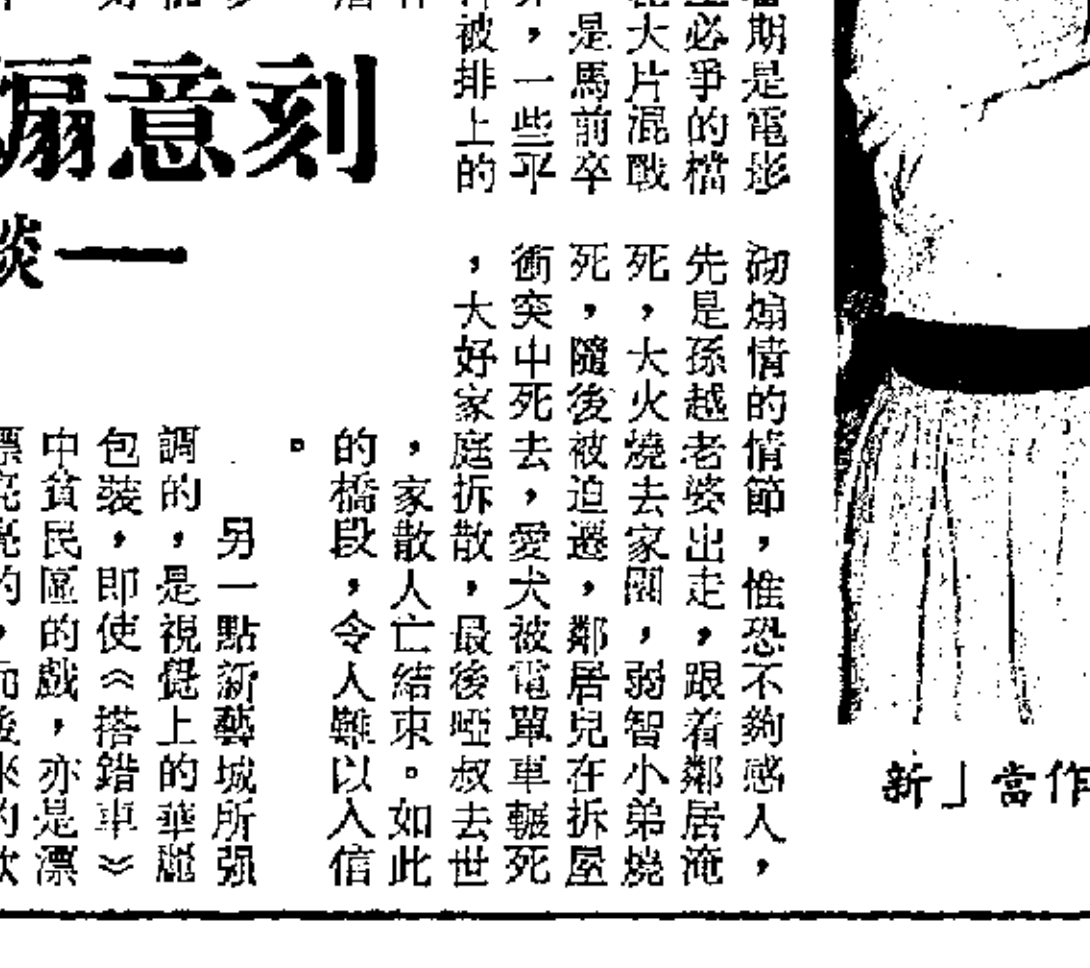 刻意煽
一
期是電影
必爭的檔
大片混戰
是馬前卒
，一些平
被排上的
沏煽情的情節，惟恐不夠感人，
先是孫越老婆出走，跟着鄰居淹
死，大火燒去家園，弱智小弟燒
死，隨後被迫遷，鄰居兒在拆屋
衝突中死去，愛犬被電單車輾死
，大好家庭拆散，最後啞叔去世
，家散人亡結束。如此
的橋段，令人難以入信
。
另一點新藝城所强
調的，是視覺上的華麗
包裝，即使《搭錯車》
中貧民區的戲，亦是漂
新」當作